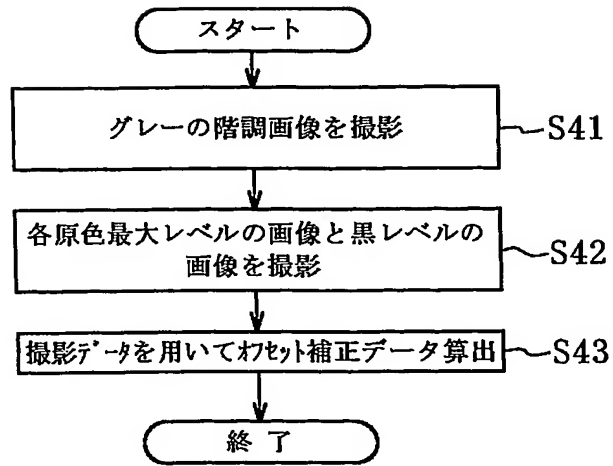 スタート
グレーの階調画像を撮影
S41
各原色最大レベルの画像と黒レベルの
画像を撮影
S42
撮影ﾃﾞｰﾀを用いてｵﾌｾｯﾄ補正データ算出
S43
終了